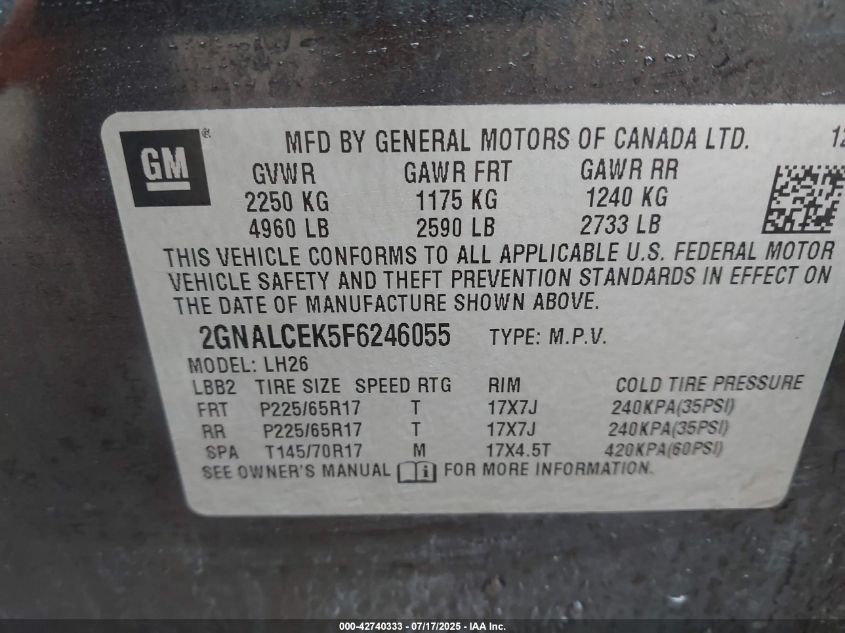 GM ® MFD BY GENERAL MOTORS OF CANADA LTD. 12
GVWR GAWR FRT GAWR RR
2250 KG 1175 KG 1240 KG
4960 LB 2590 LB 2733 LB
THIS VEHICLE CONFORMS TO ALL APPLICABLE U.S. FEDERAL MOTOR
VEHICLE SAFETY AND THEFT PREVENTION STANDARDS IN EFFECT ON
THE DATE OF MANUFACTURE SHOWN ABOVE.
2GNALCEK5F6246055 TYPE: M.P.V.
MODEL: LH26
LBB2 TIRE SIZE SPEED RTG RIM COLD TIRE PRESSURE
FRT P225/65R17 T 17X7J 240KPA(35PSI)
RR P225/65R17 T 17X7J 240KPA(35PSI)
SPA T145/70R17 M 17X4.5T 420KPA(60PSI)
SEE OWNER'S MANUAL FOR MORE INFORMATION.
000-42740333 / 07/17/2025 - IAA Inc.